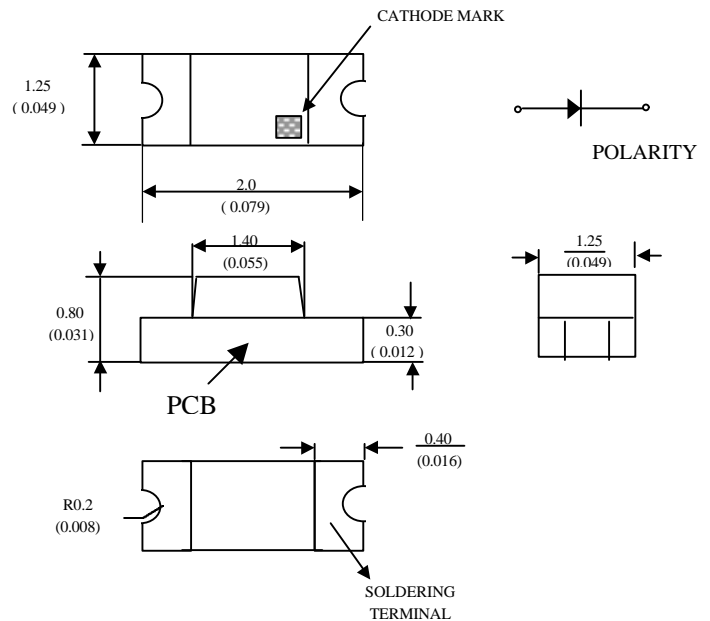 CATHODE MARK
1.25
( 0.049 )
POLARITY
2.0
( 0.079)
1.40
(0.055)
1.25
(0.049)
0.80
(0.031)
0.30
( 0.012 )
PCB
0.40
(0.016)
R0.2
(0.008)
SOLDERING
TERMINAL